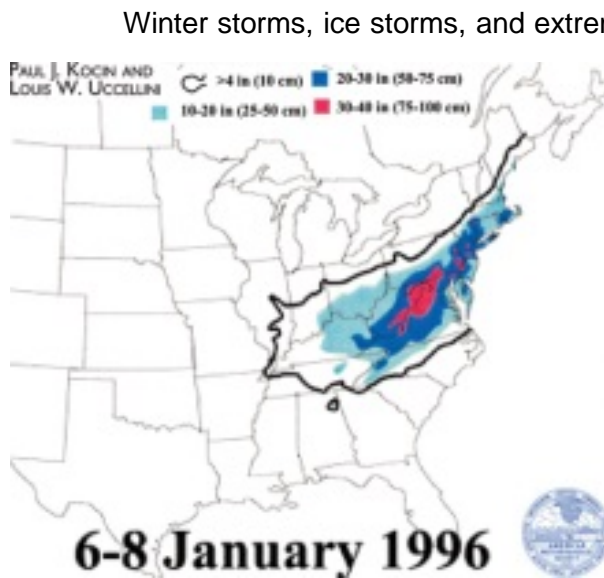 Winter storms, ice storms, and extrem
PAUL J. KOCIN AND
LOUIS W. UCCELLINI
>4 in (10 cm)
20-30 in (50-75 cm)
10-20 in (25-50 cm)
30-40 in (75-100 cm)
6-8 January 1996